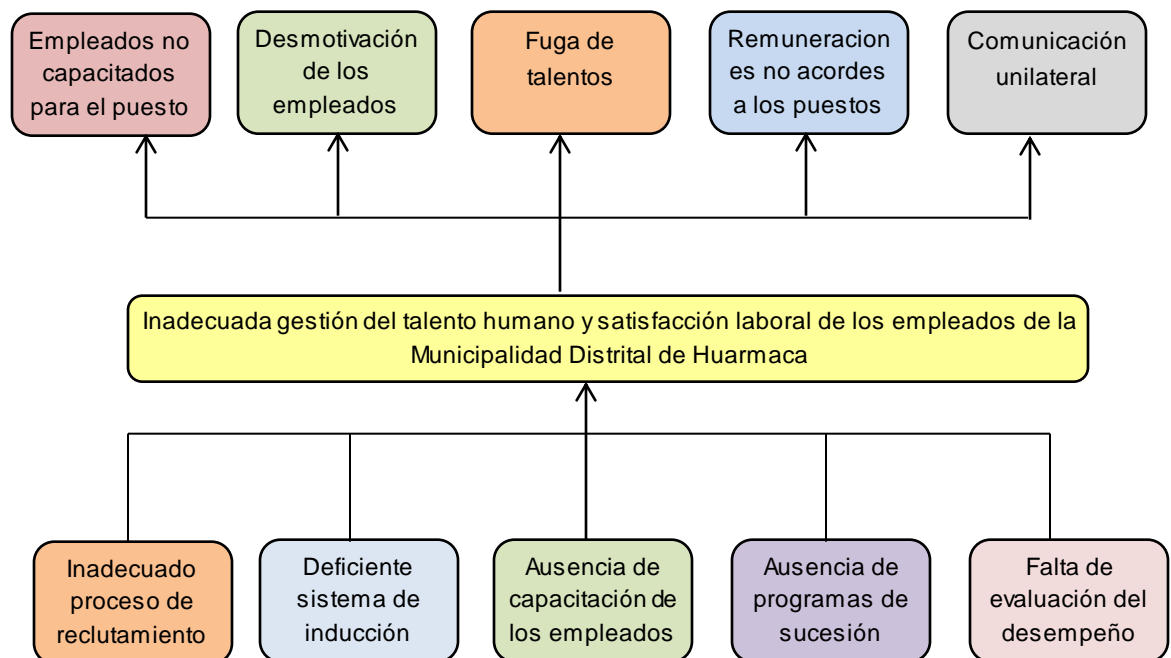 Empleados no
capacitados
para el puesto
Desmotivación
de los
empleados
Fuga de
talentos
Remuneracion
es no acordes
a los puestos
Comunicación
unilateral
Inadecuada gestión del talento humano y satisfacción laboral de los empleados de la
Municipalidad Distrital de Huarmaca
Inadecuado
proceso de
reclutamiento
Deficiente
sistema de
inducción
Ausencia de
capacitación de
los empleados
Ausencia de
programas de
sucesión
Falta de
evaluación del
desempeño